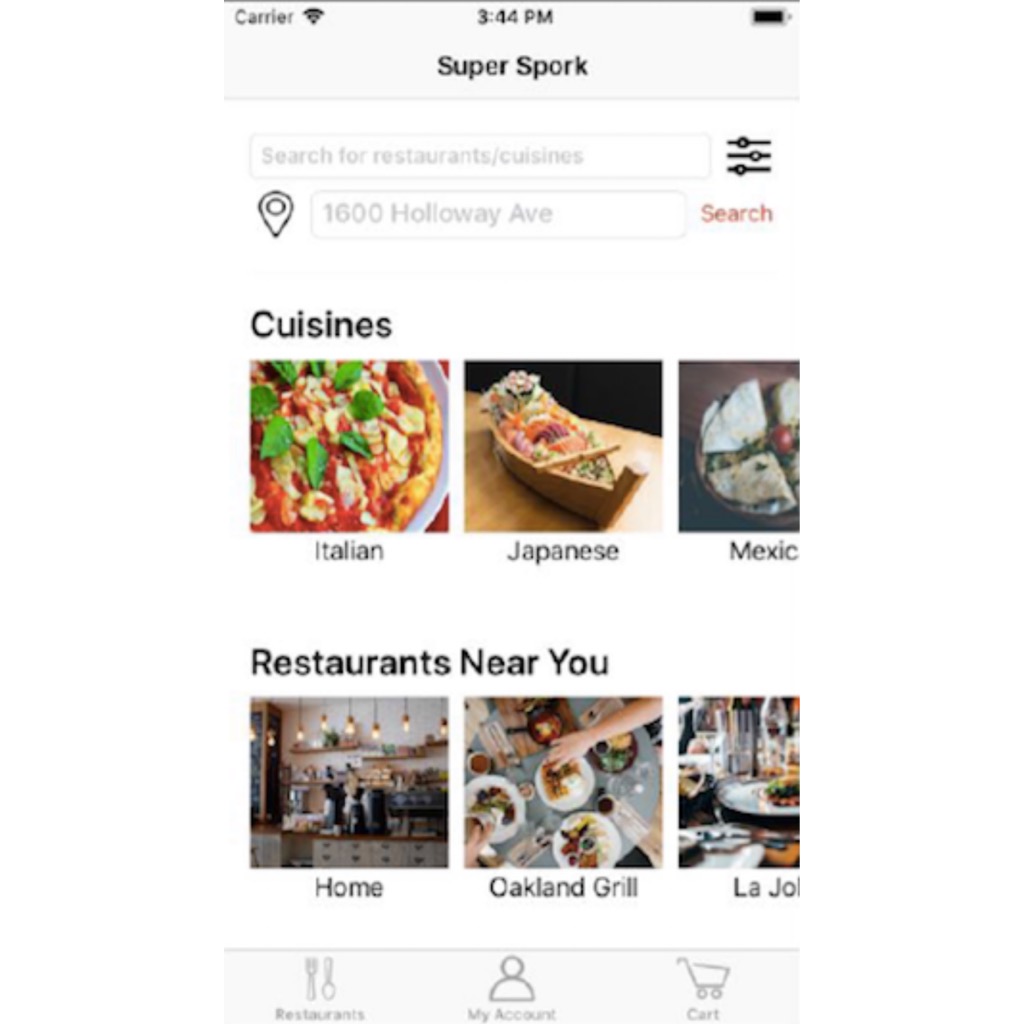 Carrier 3:44 PM
Super Spork
Search for restaurants/cuisines
1600 Holloway Ave Search
Cuisines
Italian Japanese Mexic
Restaurants Near You
Home Oakland Grill La Jol
Restaurants My Account Cart